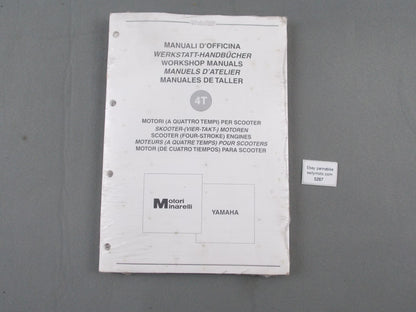 MANUALI D'OFFICINA
WERKSTATT-HANDBÜCHER
WORKSHOP MANUALS
MANUELS D'ATELIER
MANUALES DE TALLER
4T
MOTORI (A QUATTRO TEMPI) PER SCOOTER
SKOOTER-(VIER-TAKT-) MOTOREN
SCOOTER (FOUR-STROKE) ENGINES
MOTEURS (A QUATRE TEMPS) POUR SCOOTERS
MOTOR (DE CUATRO TIEMPOS) PARA SCOOTER
Motori
Minarelli
YAMAHA
5267